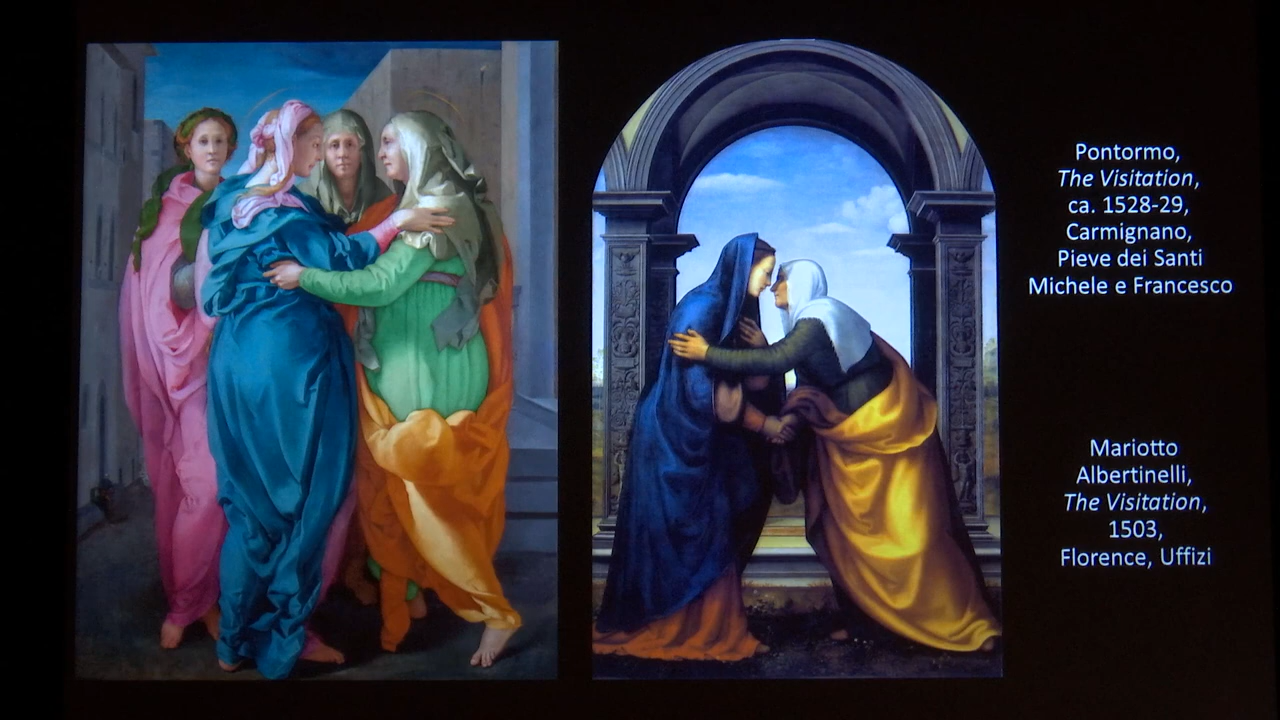 Pontormo,
The Visitation,
ca. 1528-29,
Carmignano,
Pieve dei Santi
Michele e Francesco
Mariotto
Albertinelli,
The Visitation,
1503,
Florence, Uffizi